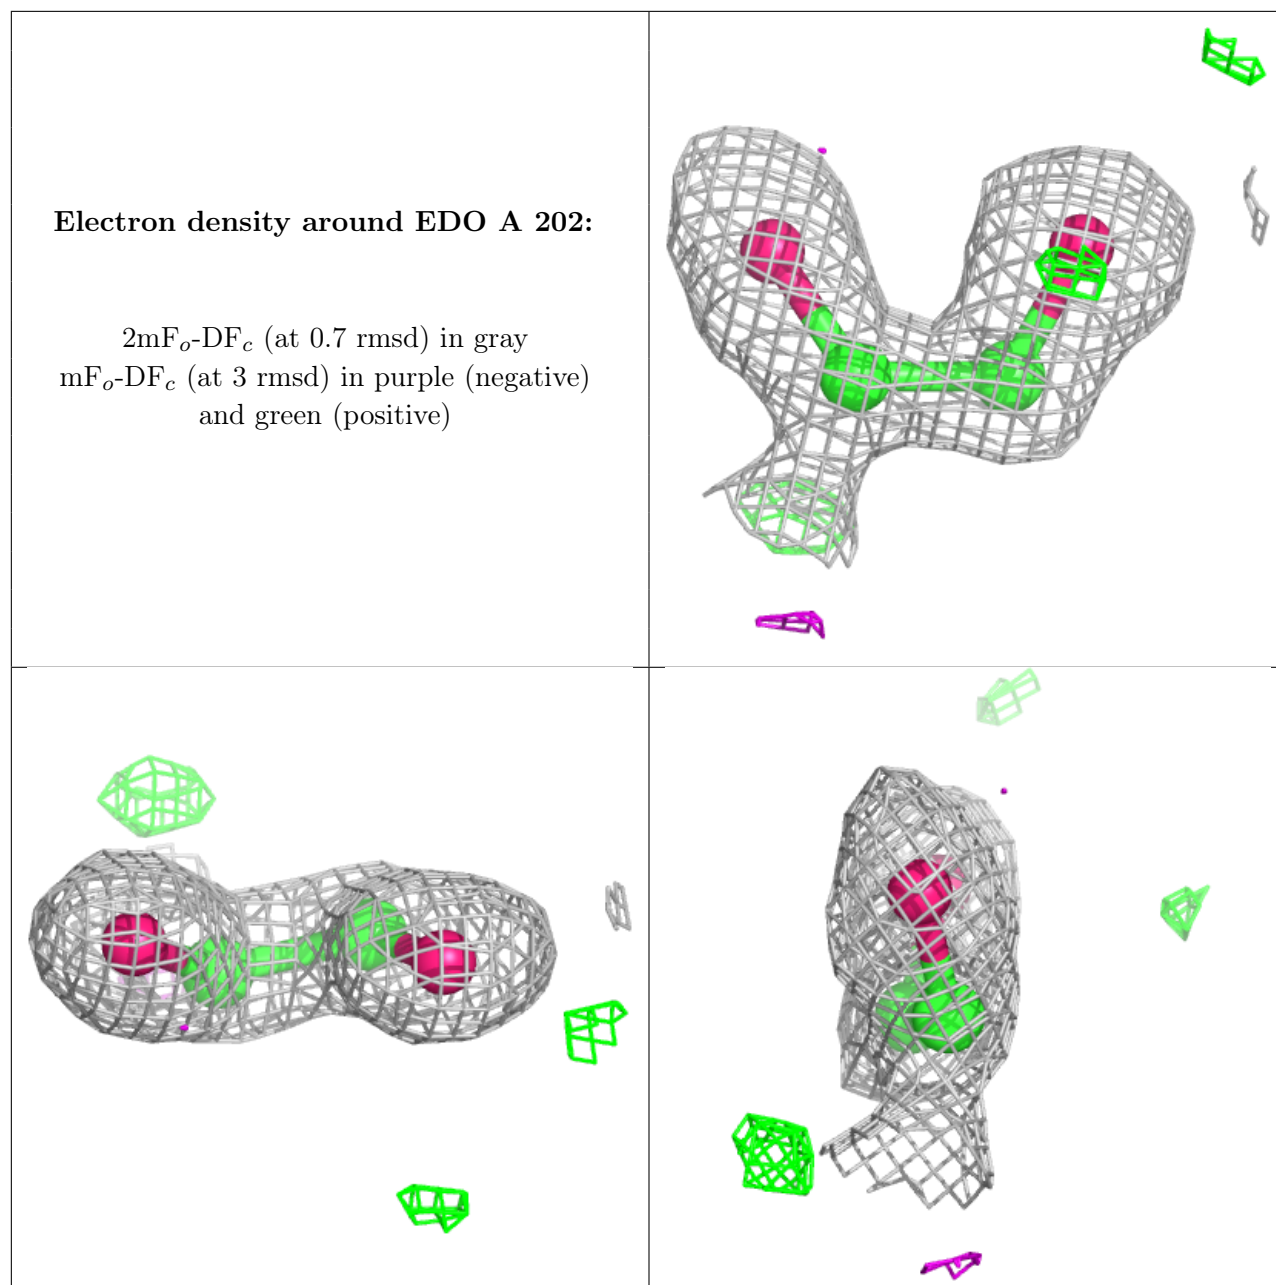 Electron density around EDO A 202:
2mFo-DFc (at 0.7 rmsd) in gray
mFo-DFc (at 3 rmsd) in purple (negative)
and green (positive)